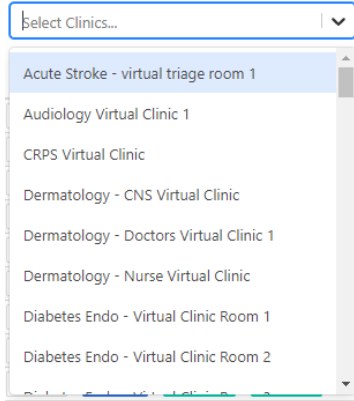 Select Clinics...
Acute Stroke - virtual triage room 1
Audiology Virtual Clinic 1
CRPS Virtual Clinic
Dermatology - CNS Virtual Clinic
Dermatology - Doctors Virtual Clinic 1
Dermatology - Nurse Virtual Clinic
Diabetes Endo - Virtual Clinic Room 1
Diabetes Endo - Virtual Clinic Room 2